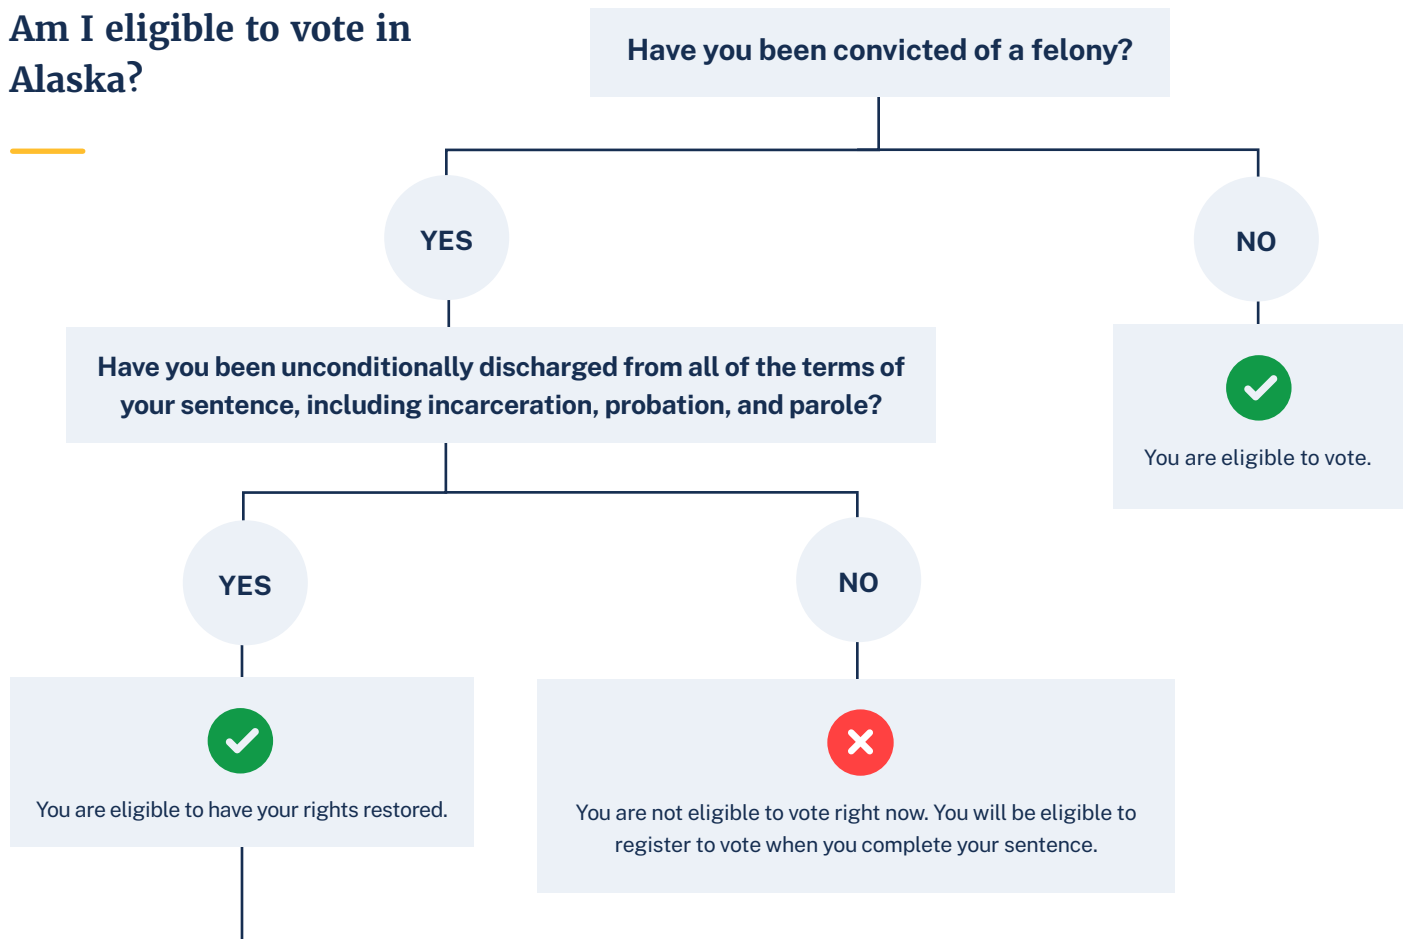 Am I eligible to vote in
Alaska?
Have you been convicted of a felony?
YES
NO
Have you been unconditionally discharged from all of the terms of
your sentence, including incarceration, probation, and parole?
You are eligible to vote.
YES
NO
You are eligible to have your rights restored.
You are not eligible to vote right now. You will be eligible to
register to vote when you complete your sentence.